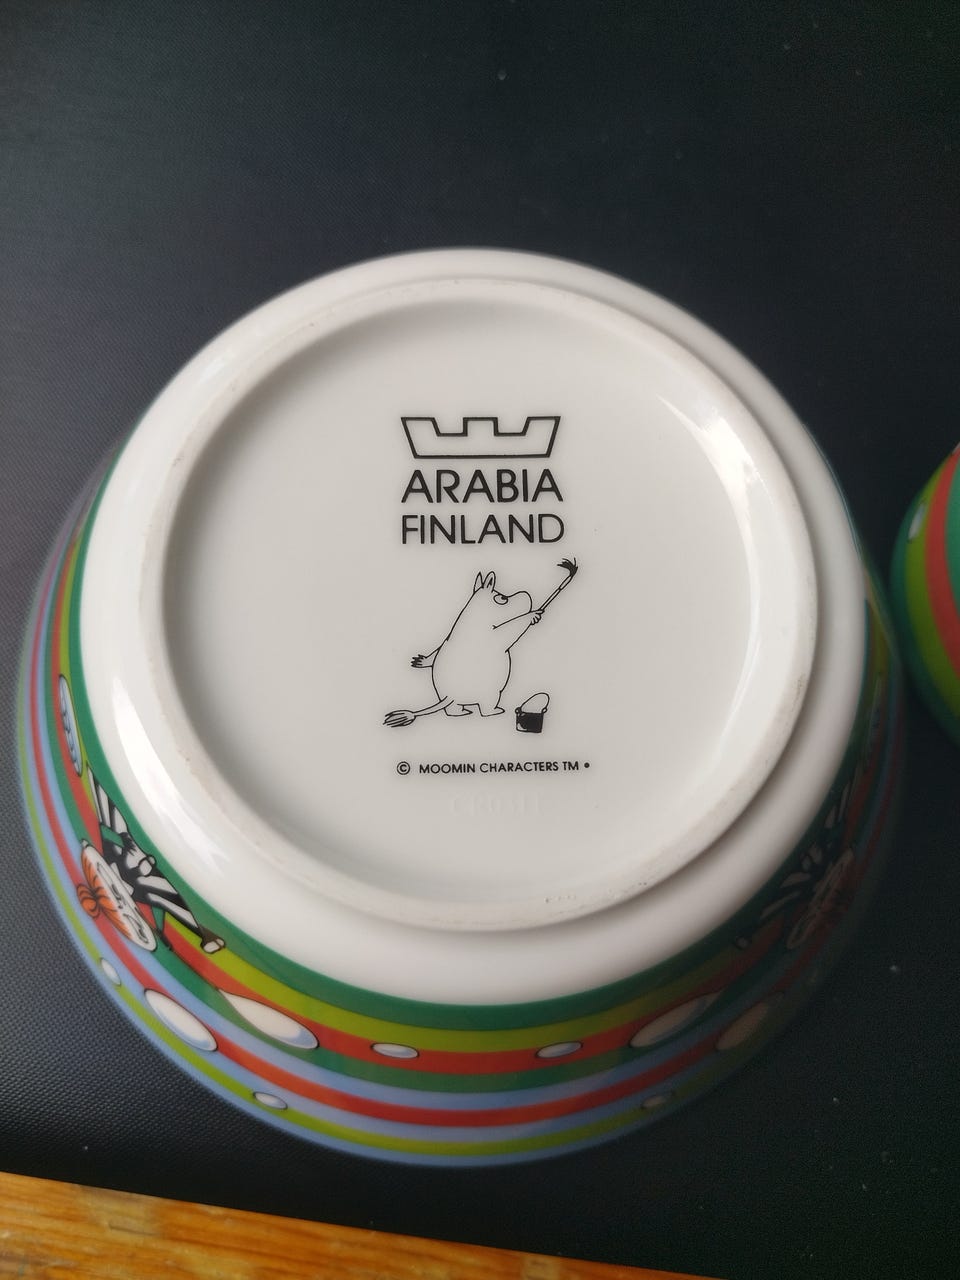 ARABIA
FINLAND
© MOOMIN CHARACTERS TM •